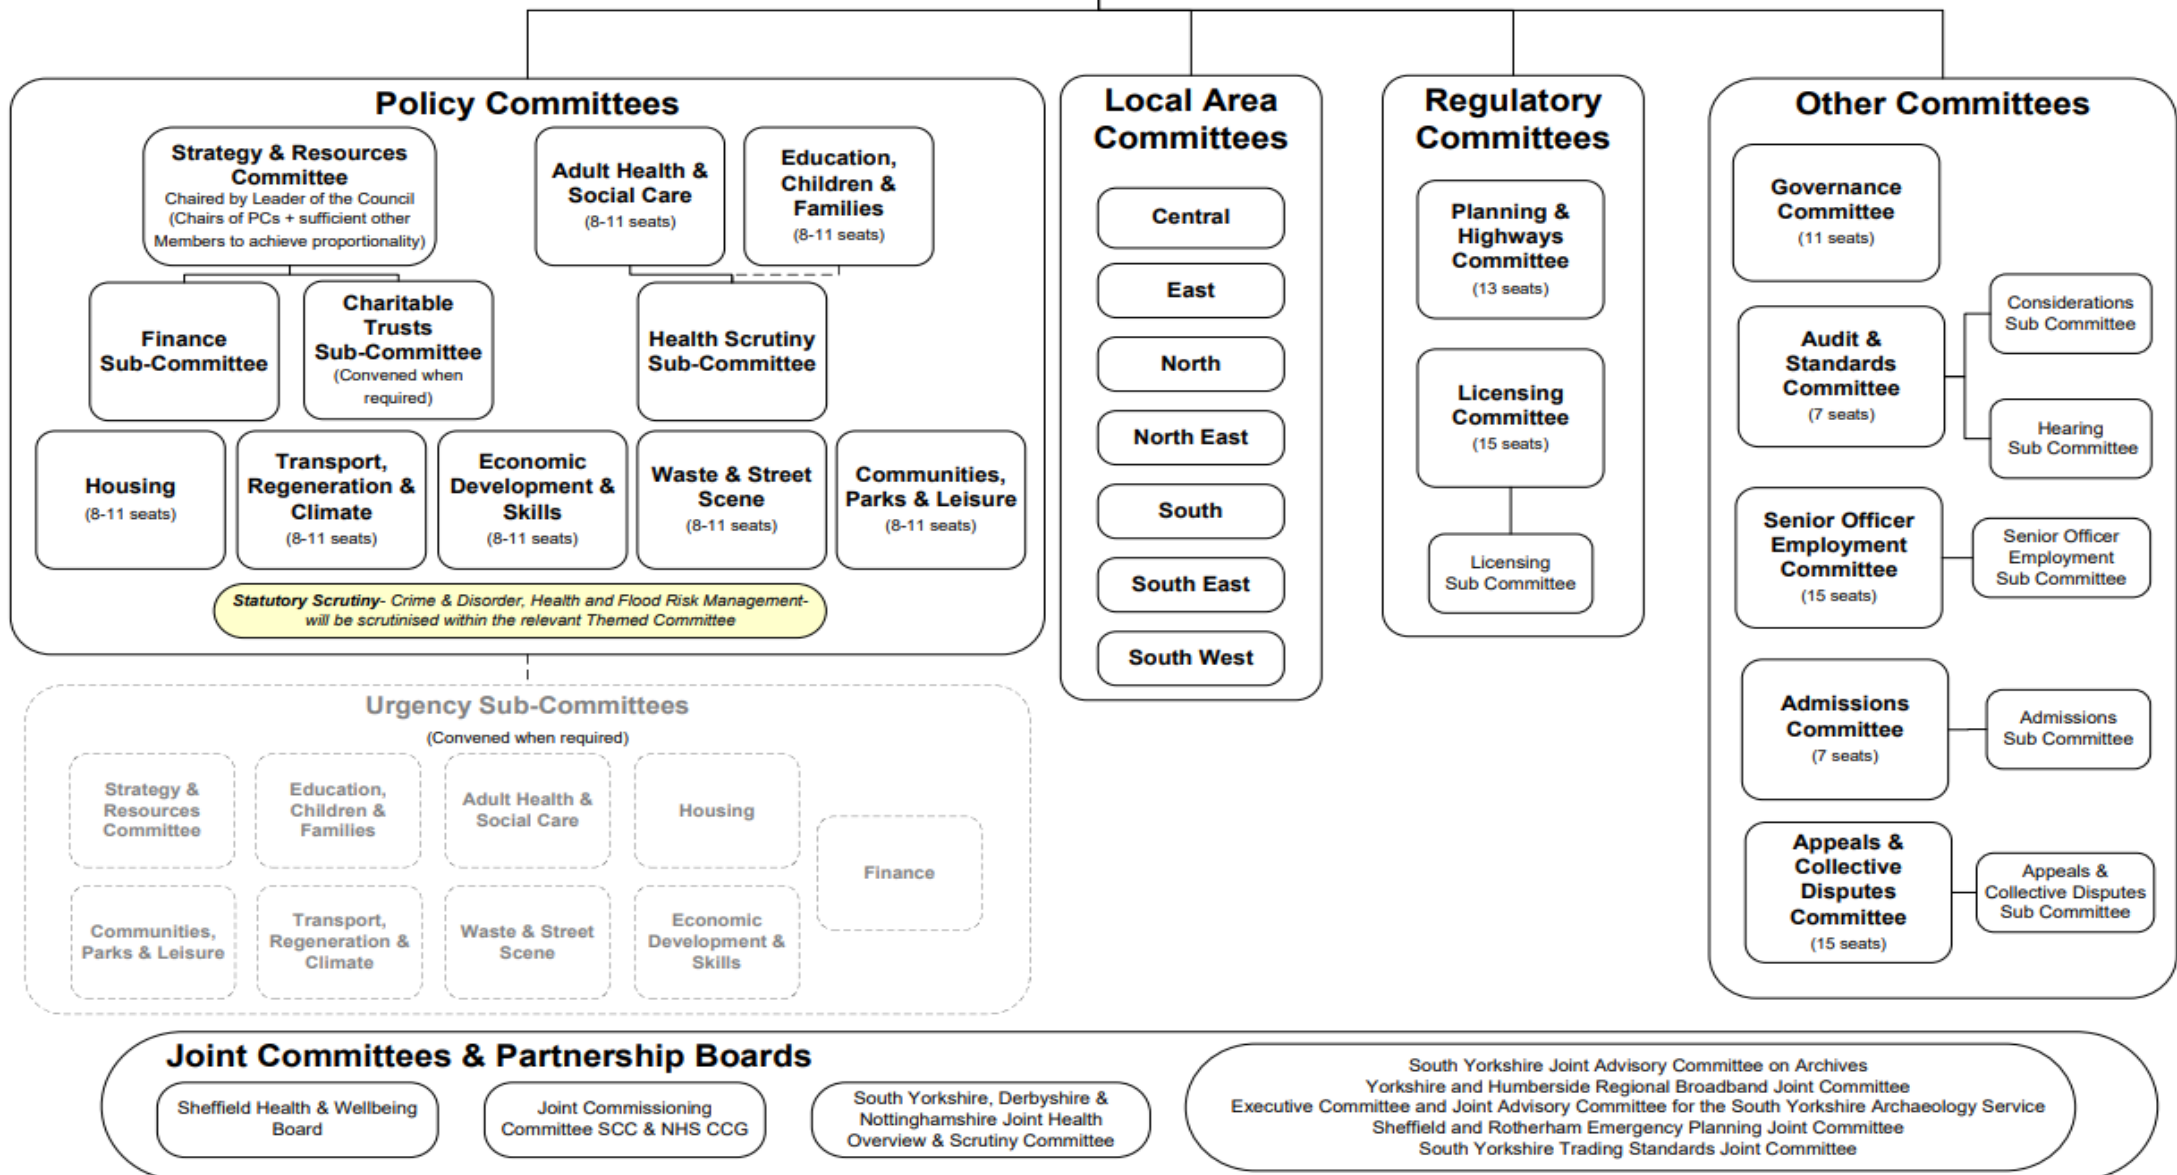 Policy Committees
Strategy & Resources
Committee
Chaired by Leader of the Council
(Chairs of PCs + sufficient other
Members to achieve proportionality)
Adult Health &
Social Care
(8-11 seats)
Education,
Children &
Families
(8-11 seats)
Finance
Sub-Committee
Charitable
Trusts
Sub-Committee
(Convened when
required)
Health Scrutiny
Sub-Committee
Housing
(8-11 seats)
Transport,
Regeneration &
Climate
(8-11 seats)
Economic
Development &
Skills
(8-11 seats)
Waste & Street
Scene
(8-11 seats)
Communities,
Parks & Leisure
(8-11 seats)
Statutory Scrutiny- Crime & Disorder, Health and Flood Risk Management-
will be scrutinised within the relevant Themed Committee
Urgency Sub-Committees
(Convened when required)
Strategy &
Resources
Committee
Education,
Children &
Families
Adult Health &
Social Care
Housing
Finance
Communities,
Parks & Leisure
Transport,
Regeneration &
Climate
Waste & Street
Scene
Economic
Development &
Skills
Local Area
Committees
Central
East
North
North East
South
South East
South West
Regulatory
Committees
Planning &
Highways
Committee
(13 seats)
Licensing
Committee
(15 seats)
Licensing
Sub Committee
Other Committees
Governance
Committee
(11 seats)
Audit &
Standards
Committee
(7 seats)
Considerations
Sub Committee
Hearing
Sub Committee
Senior Officer
Employment
Committee
(15 seats)
Senior Officer
Employment
Sub Committee
Admissions
Committee
(7 seats)
Admissions
Sub Committee
Appeals &
Collective
Disputes
Committee
(15 seats)
Appeals &
Collective Disputes
Sub Committee
Joint Committees & Partnership Boards
Sheffield Health & Wellbeing
Board
Joint Commissioning
Committee SCC & NHS CCG
South Yorkshire, Derbyshire &
Nottinghamshire Joint Health
Overview & Scrutiny Committee
South Yorkshire Joint Advisory Committee on Archives
Yorkshire and Humberside Regional Broadband Joint Committee
Executive Committee and Joint Advisory Committee for the South Yorkshire Archaeology Service
Sheffield and Rotherham Emergency Planning Joint Committee
South Yorkshire Trading Standards Joint Committee